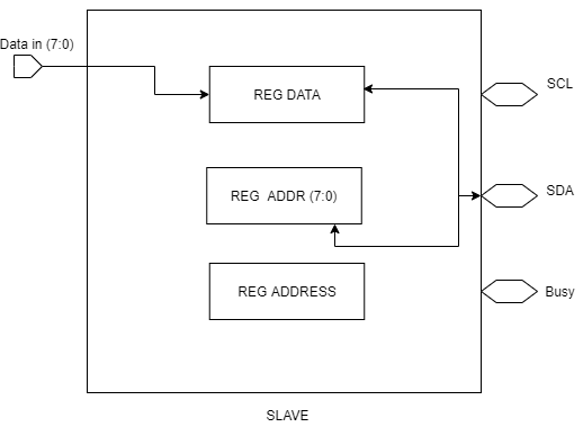 Data in (7:0)
REG DATA
SCL
REG ADDR (7:0)
SDA
REG ADDRESS
Busy
SLAVE